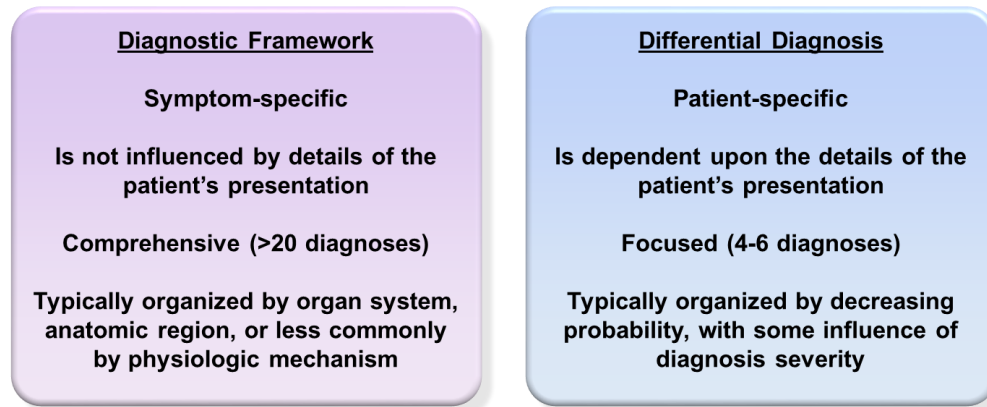 Diagnostic Framework
Symptom-specific
Is not influenced by details of the
patient’s presentation
Comprehensive (>20 diagnoses)
Typically organized by organ system,
anatomic region, or less commonly
by physiologic mechanism
Differential Diagnosis
Patient-specific
Is dependent upon the details of the
patient’s presentation
Focused (4-6 diagnoses)
Typically organized by decreasing
probability, with some influence of
diagnosis severity